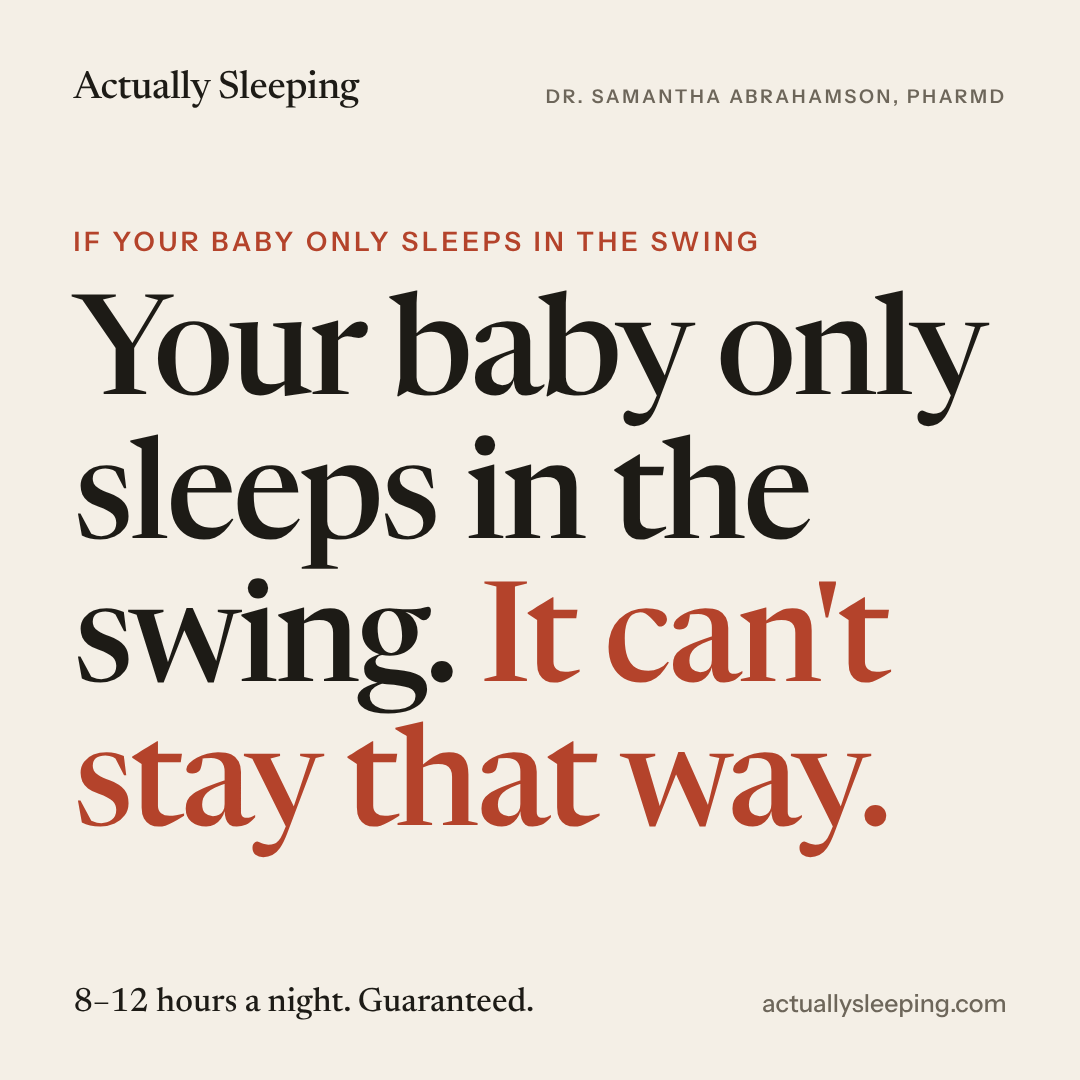 Actually Sleeping
DR. SAMANTHA ABRAHAMSON, PHARMD
IF YOUR BABY ONLY SLEEPS IN THE SWING
Your baby only
sleeps in the
swing. It can't
stay that way.
8–12 hours a night. Guaranteed.
actuallysleeping.com